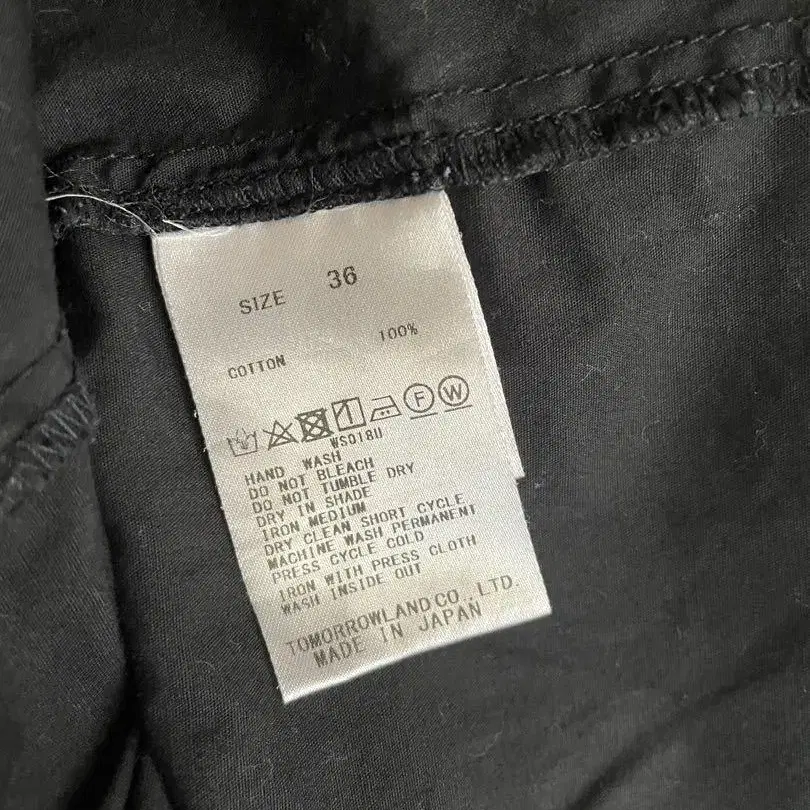 SIZE 36
COTTON 100%
F W
WS018U
HAND WASH
DO NOT BLEACH
DO NOT TUMBLE DRY
DRY IN SHADE
IRON MEDIUM
DRY CLEAN SHORT CYCLE
MACHINE WASH PERMANENT
PRESS CYCLE COLD
IRON WITH PRESS CLOTH
WASH INSIDE OUT
TOMORROWLAND CO., LTD.
MADE IN JAPAN